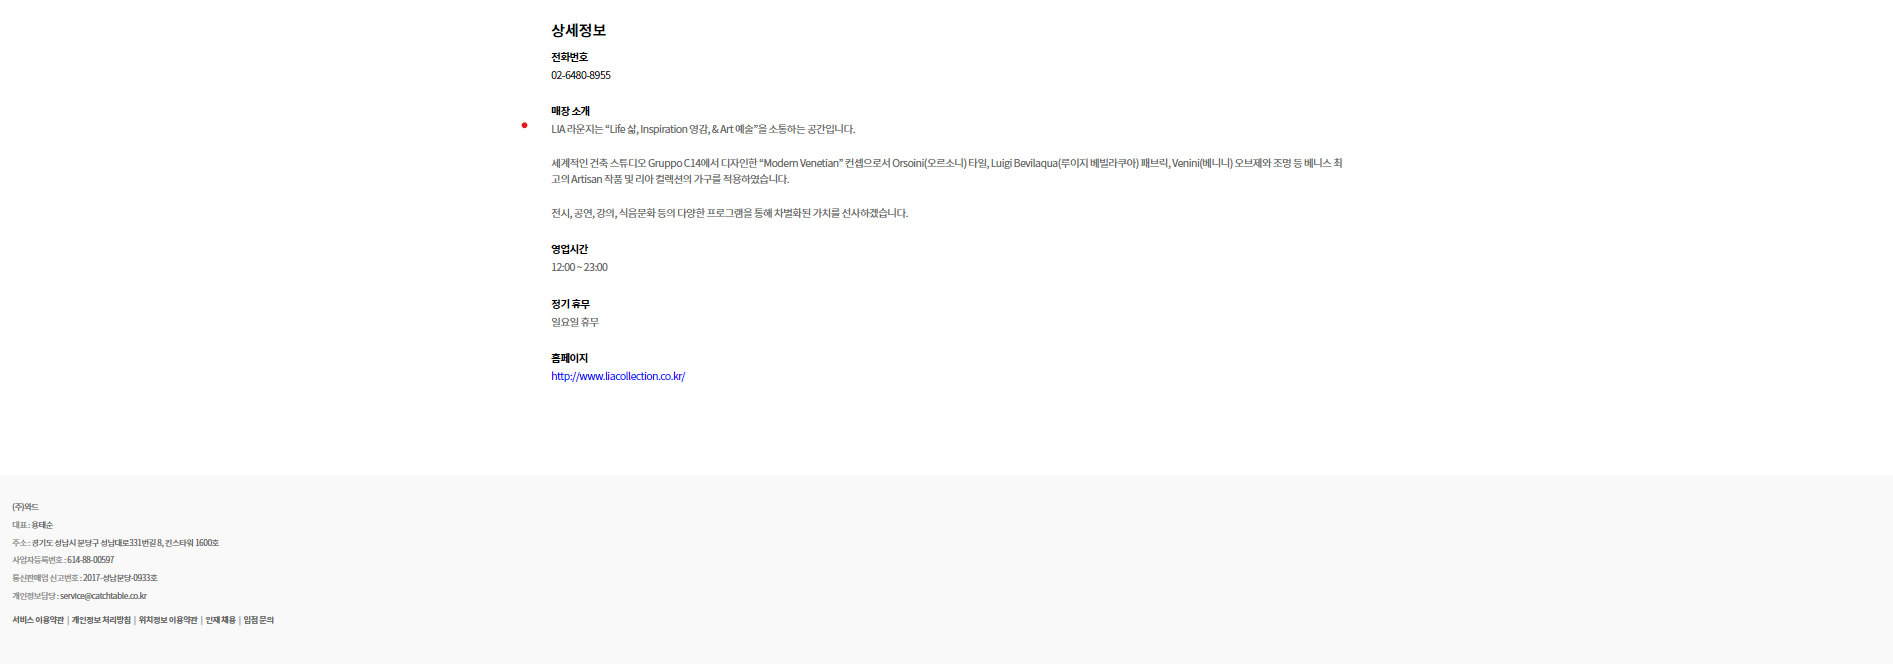 상세정보
전화번호
02-6480-8955
매장 소개
LIA 라운지는 “Life 삶, Inspiration 영감, & Art 예술”을 소통하는 공간입니다.
세계적인 건축 스튜디오 Gruppo C14에서 디자인한 “Modern Venetian” 컨셉으로서 Orsoini(오르소니) 타일, Luigi Bevilaqua(루이지 베빌라쿠아) 패브릭, Venini(베니니) 오브제와 조명 등 베니스 최
고의 Artisan 작품 및 리아 컬렉션의 가구를 적용하였습니다.
전시, 공연, 강의, 식음문화 등의 다양한 프로그램을 통해 차별화된 가치를 선사하겠습니다.
영업시간
12:00 ~ 23:00
정기 휴무
일요일 휴무
홈페이지
http://www.liacollection.co.kr/
(주)와드
대표 : 용태순
주소 : 경기도 성남시 분당구 성남대로331번길 8, 킨스타워 1600호
사업자등록번호 : 614-88-00597
통신판매업 신고번호 : 2017-성남분당-0933호
개인정보담당 : service@catchtable.co.kr
서비스 이용약관 | 개인정보 처리방침 | 위치정보 이용약관 | 인재 채용 | 입점 문의